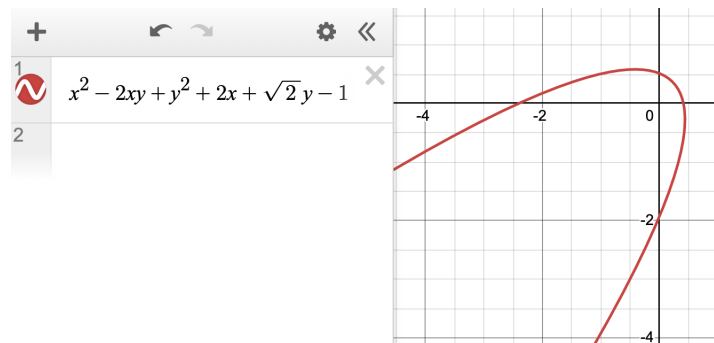 1
x² − 2xy + y² + 2x + √2 y − 1
2
-4 -2 0
-2
-4